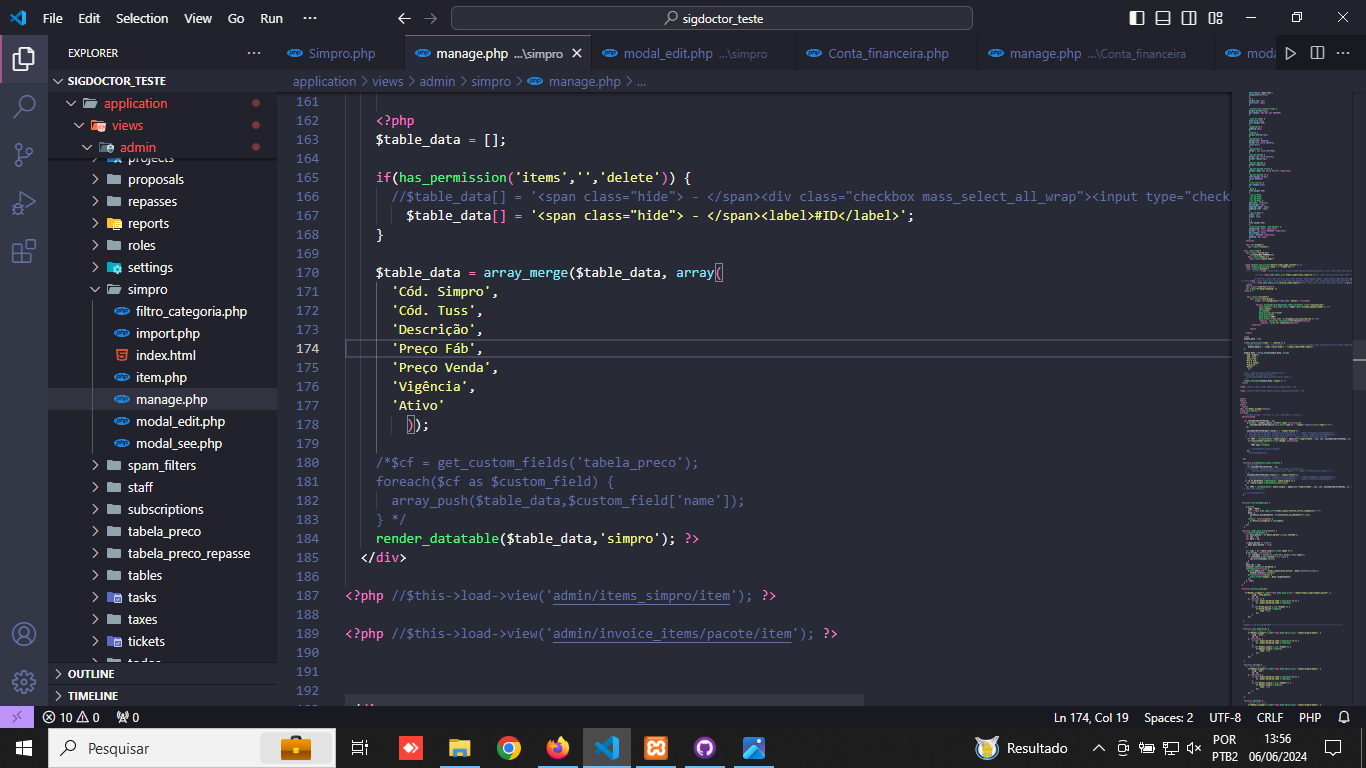 File Edit Selection View Go Run ··· sigdoctor_teste
EXPLORER ···
SIGDOCTOR_TESTE
application
views
admin
projects
proposals
repasses
reports
roles
settings
simpro
filtro_categoria.php
import.php
index.html
item.php
manage.php
modal_edit.php
modal_see.php
spam_filters
staff
subscriptions
tabela_preco
tabela_preco_repasse
tables
tasks
taxes
tickets
todos
OUTLINE
TIMELINE
Simpro.php manage.php ...\simpro modal_edit.php ...\simpro Conta_financeira.php manage.php ...\Conta_financeira moda
application > views > admin > simpro > manage.php > ...
161
162 <?php
163 $table_data = [];
164
165 if(has_permission('items','','delete')) {
166 //$table_data[] = '<span class="hide"> - </span><div class="checkbox mass_select_all_wrap"><input type="check
167 $table_data[] = '<span class="hide"> - </span><label>#ID</label>';
168 }
169
170 $table_data = array_merge($table_data, array(
171 'Cód. Simpro',
172 'Cód. Tuss',
173 'Descrição',
174 'Preço Fáb',
175 'Preço Venda',
176 'Vigência',
177 'Ativo'
178 ));
179
180 /*$cf = get_custom_fields('tabela_preco');
181 foreach($cf as $custom_field) {
182 array_push($table_data,$custom_field['name']);
183 } */
184 render_datatable($table_data,'simpro'); ?>
185 </div>
186
187 <?php //$this->load->view('admin/items_simpro/item'); ?>
188
189 <?php //$this->load->view('admin/invoice_items/pacote/item'); ?>
190
191
192
10 0 0 Ln 174, Col 19 Spaces: 2 UTF-8 CRLF PHP
Pesquisar Resultado POR PTB2 13:56 06/06/2024